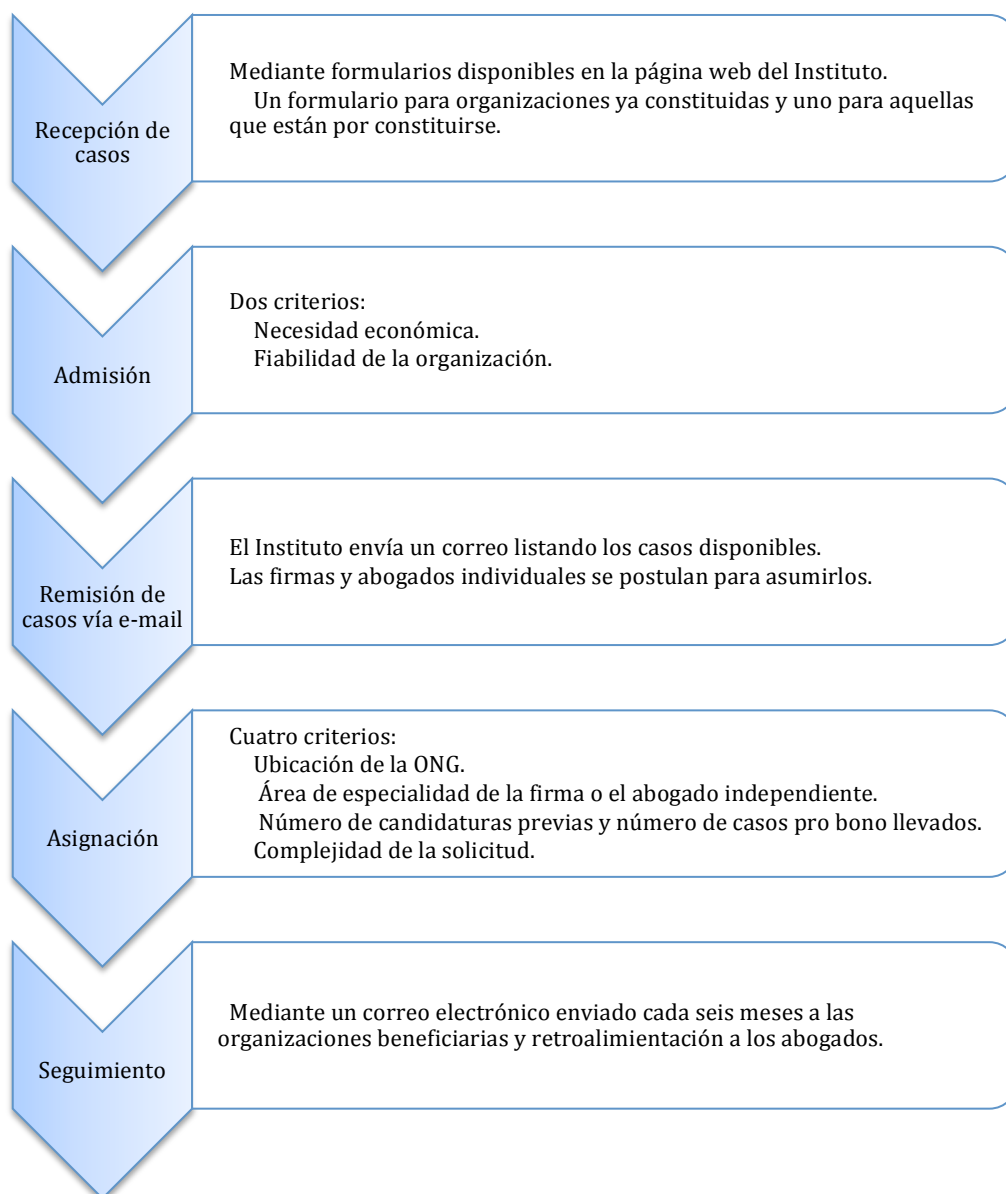 Recepción de
casos
Mediante formularios disponibles en la página web del Instituto.
Un formulario para organizaciones ya constituidas y uno para aquellas
que están por constituirse.
Admisión
Dos criterios:
Necesidad económica.
Fiabilidad de la organización.
Remisión de
casos vía e-mail
El Instituto envía un correo listando los casos disponibles.
Las firmas y abogados individuales se postulan para asumirlos.
Asignación
Cuatro criterios:
Ubicación de la ONG.
Área de especialidad de la firma o el abogado independiente.
Número de candidaturas previas y número de casos pro bono llevados.
Complejidad de la solicitud.
Seguimiento
Mediante un correo electrónico enviado cada seis meses a las
organizaciones beneficiarias y retroalimentación a los abogados.